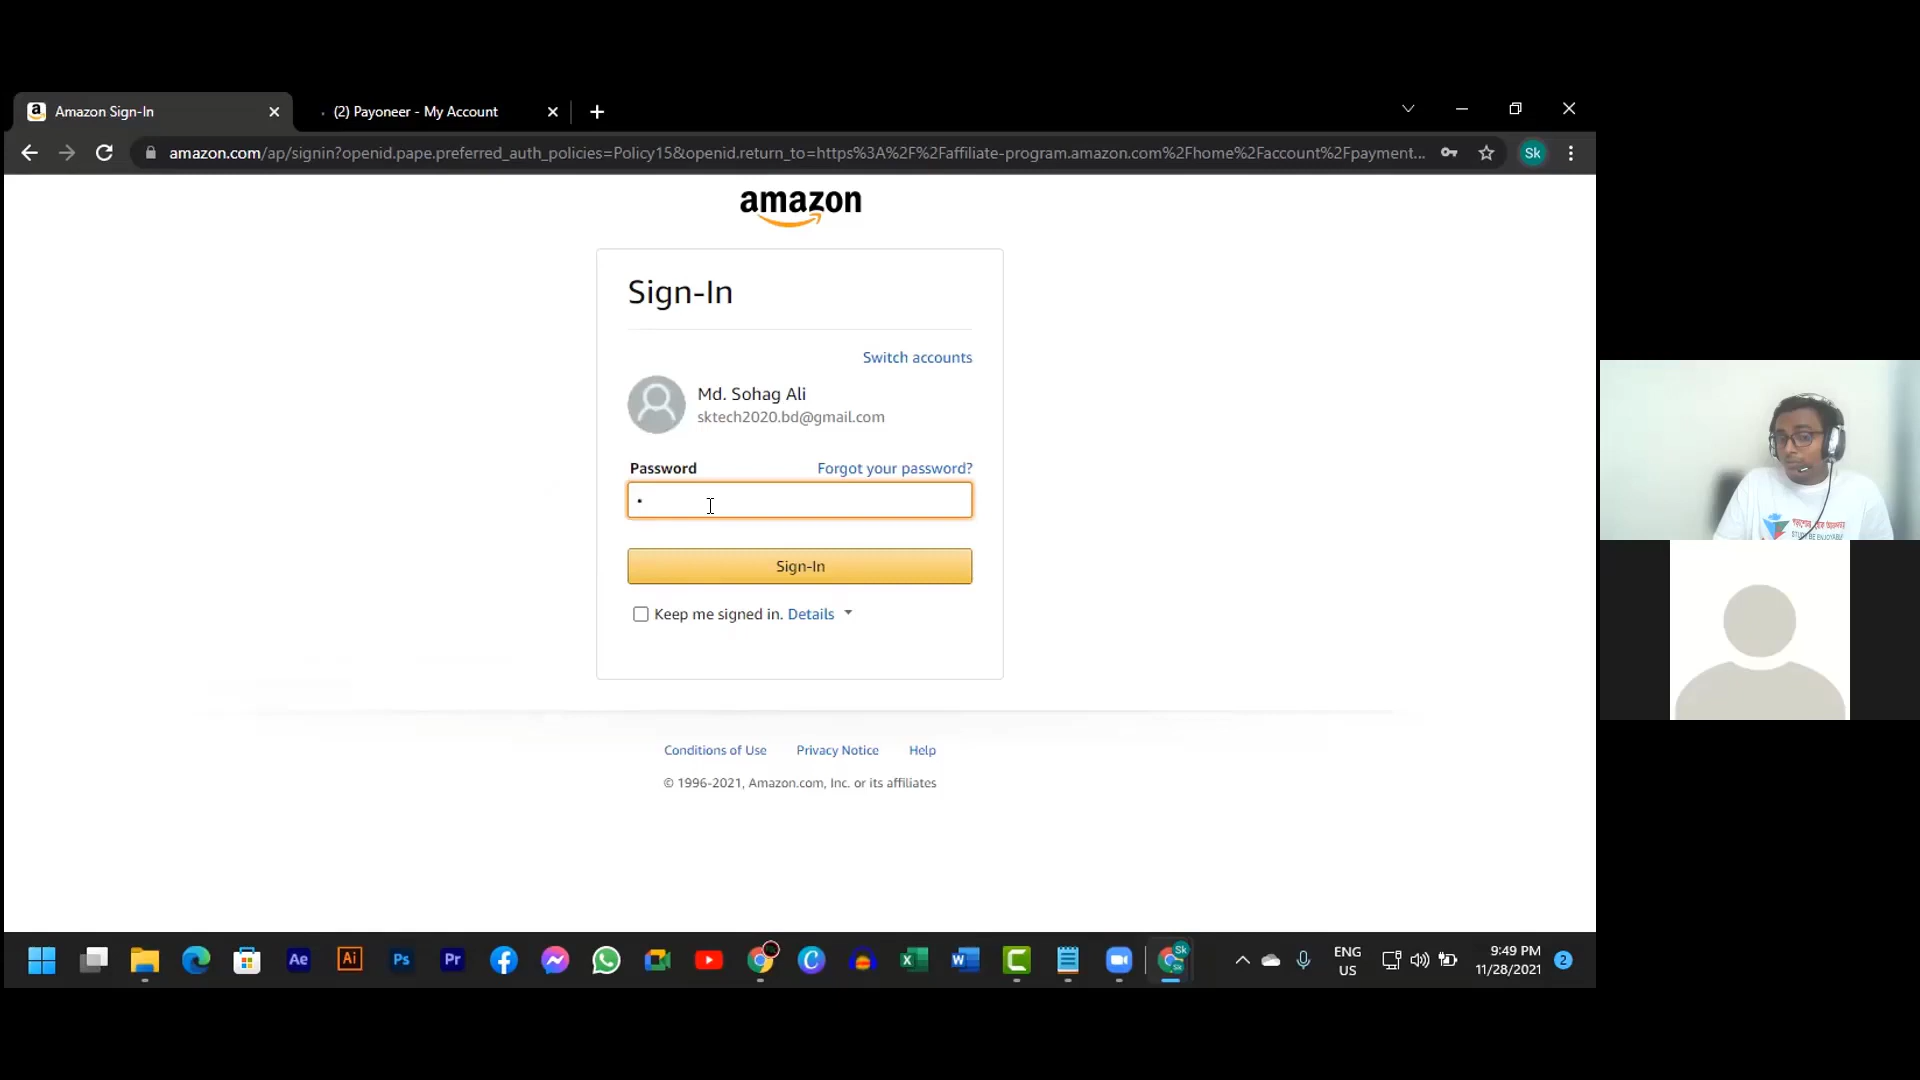 Amazon Sign-In
(2) Payoneer - My Account
amazon.com/ap/signin?openid.pape.preferred_auth_policies=Policy15&openid.return_to=https%3A%2F%2Faffiliate-program.amazon.com%2Fhome%2Faccount%2Fpayment...
Sk
amazon
Sign-In
Switch accounts
Md. Sohag Ali
sktech2020.bd@gmail.com
Password
Forgot your password?
Sign-In
Keep me signed in. Details
Conditions of Use
Privacy Notice
Help
© 1996-2021, Amazon.com, Inc. or its affiliates
STUDY BE ENJOYABLE
Ae
Ai
Ps
Pr
ENG
US
9:49 PM
11/28/2021
2